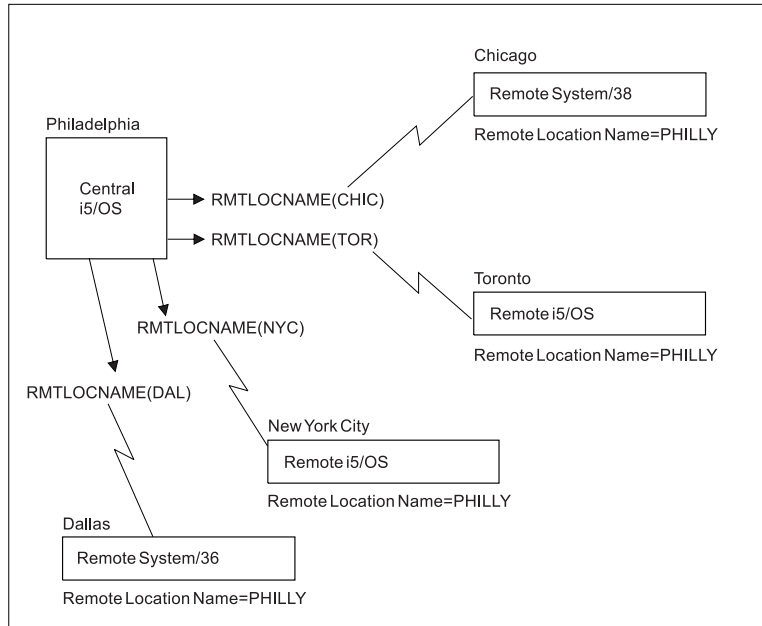 Chicago
Remote System/38
Remote Location Name=PHILLY
Philadelphia
Central
i5/OS
RMTLOCNAME(CHIC)
RMTLOCNAME(TOR)
Toronto
Remote i5/OS
Remote Location Name=PHILLY
RMTLOCNAME(NYC)
RMTLOCNAME(DAL)
New York City
Remote i5/OS
Remote Location Name=PHILLY
Dallas
Remote System/36
Remote Location Name=PHILLY